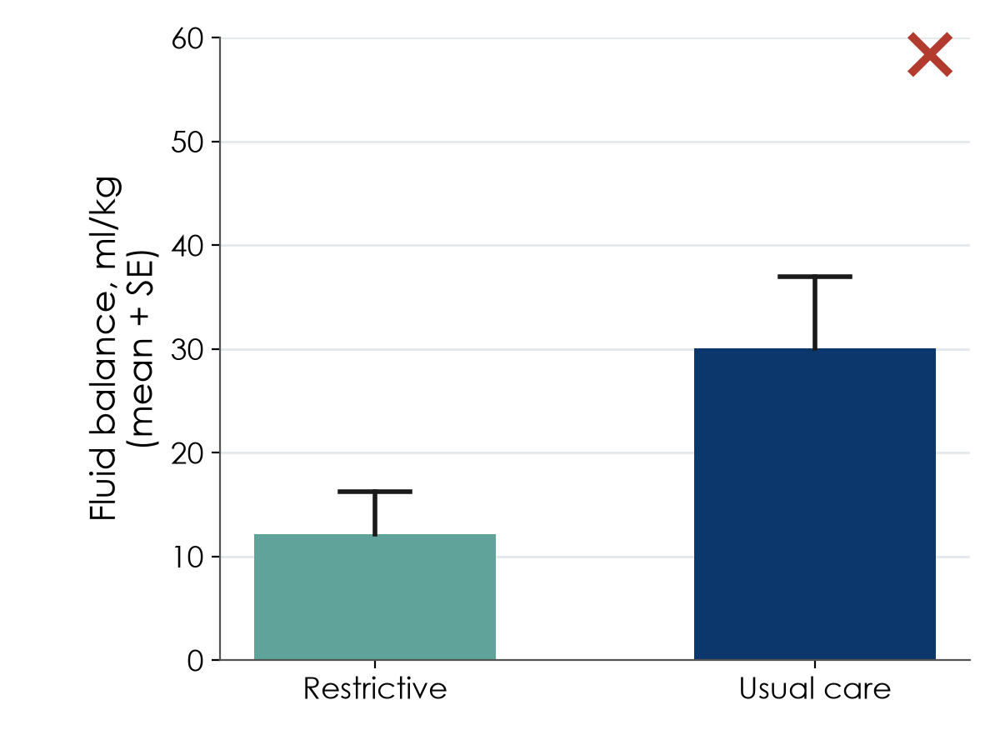 60
50
40
30
20
10
0
Fluid balance, ml/kg
(mean + SE)
Restrictive
Usual care